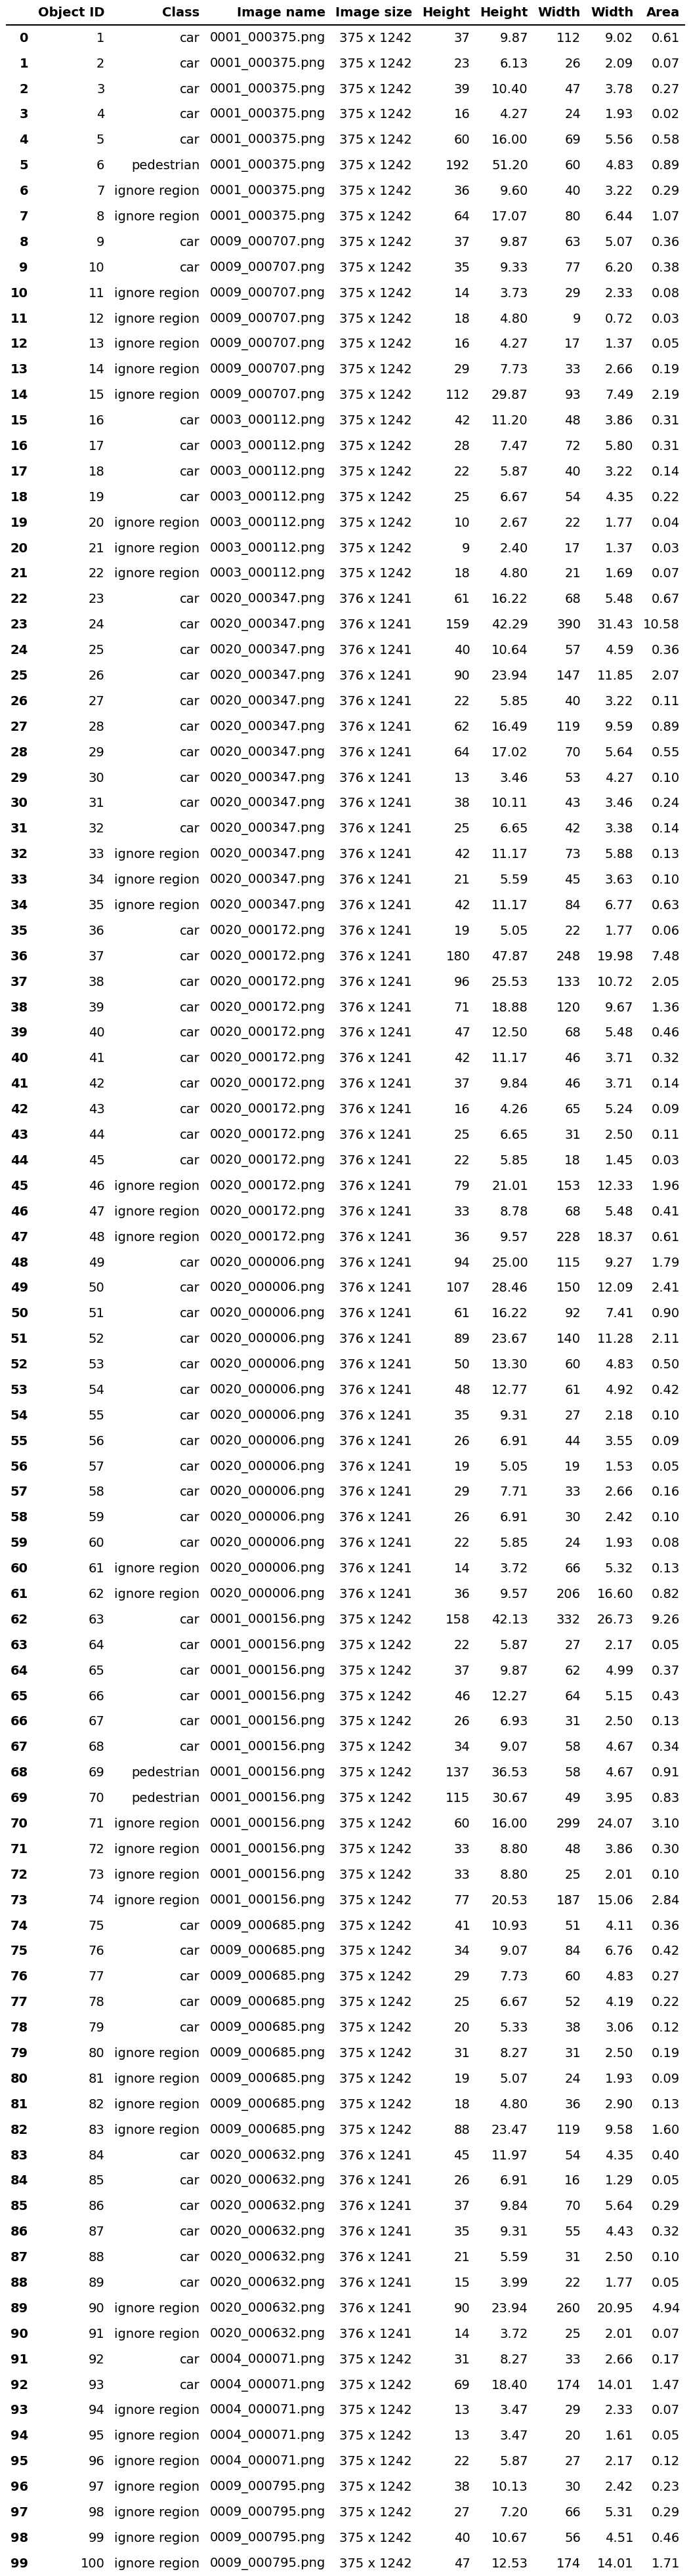 Object ID Class Image name Image size Height Height Width Width Area
0 1 car 0001_000375.png 375 x 1242 37 9.87 112 9.02 0.61
1 2 car 0001_000375.png 375 x 1242 23 6.13 26 2.09 0.07
2 3 car 0001_000375.png 375 x 1242 39 10.40 47 3.78 0.27
3 4 car 0001_000375.png 375 x 1242 16 4.27 24 1.93 0.02
4 5 car 0001_000375.png 375 x 1242 60 16.00 69 5.56 0.58
5 6 pedestrian 0001_000375.png 375 x 1242 192 51.20 60 4.83 0.89
6 7 ignore region 0001_000375.png 375 x 1242 36 9.60 40 3.22 0.29
7 8 ignore region 0001_000375.png 375 x 1242 64 17.07 80 6.44 1.07
8 9 car 0009_000707.png 375 x 1242 37 9.87 63 5.07 0.36
9 10 car 0009_000707.png 375 x 1242 35 9.33 77 6.20 0.38
10 11 ignore region 0009_000707.png 375 x 1242 14 3.73 29 2.33 0.08
11 12 ignore region 0009_000707.png 375 x 1242 18 4.80 9 0.72 0.03
12 13 ignore region 0009_000707.png 375 x 1242 16 4.27 17 1.37 0.05
13 14 ignore region 0009_000707.png 375 x 1242 29 7.73 33 2.66 0.19
14 15 ignore region 0009_000707.png 375 x 1242 112 29.87 93 7.49 2.19
15 16 car 0003_000112.png 375 x 1242 42 11.20 48 3.86 0.31
16 17 car 0003_000112.png 375 x 1242 28 7.47 72 5.80 0.31
17 18 car 0003_000112.png 375 x 1242 22 5.87 40 3.22 0.14
18 19 car 0003_000112.png 375 x 1242 25 6.67 54 4.35 0.22
19 20 ignore region 0003_000112.png 375 x 1242 10 2.67 22 1.77 0.04
20 21 ignore region 0003_000112.png 375 x 1242 9 2.40 17 1.37 0.03
21 22 ignore region 0003_000112.png 375 x 1242 18 4.80 21 1.69 0.07
22 23 car 0020_000347.png 376 x 1241 61 16.22 68 5.48 0.67
23 24 car 0020_000347.png 376 x 1241 159 42.29 390 31.43 10.58
24 25 car 0020_000347.png 376 x 1241 40 10.64 57 4.59 0.36
25 26 car 0020_000347.png 376 x 1241 90 23.94 147 11.85 2.07
26 27 car 0020_000347.png 376 x 1241 22 5.85 40 3.22 0.11
27 28 car 0020_000347.png 376 x 1241 62 16.49 119 9.59 0.89
28 29 car 0020_000347.png 376 x 1241 64 17.02 70 5.64 0.55
29 30 car 0020_000347.png 376 x 1241 13 3.46 53 4.27 0.10
30 31 car 0020_000347.png 376 x 1241 38 10.11 43 3.46 0.24
31 32 car 0020_000347.png 376 x 1241 25 6.65 42 3.38 0.14
32 33 ignore region 0020_000347.png 376 x 1241 42 11.17 73 5.88 0.13
33 34 ignore region 0020_000347.png 376 x 1241 21 5.59 45 3.63 0.10
34 35 ignore region 0020_000347.png 376 x 1241 42 11.17 84 6.77 0.63
35 36 car 0020_000172.png 376 x 1241 19 5.05 22 1.77 0.06
36 37 car 0020_000172.png 376 x 1241 180 47.87 248 19.98 7.48
37 38 car 0020_000172.png 376 x 1241 96 25.53 133 10.72 2.05
38 39 car 0020_000172.png 376 x 1241 71 18.88 120 9.67 1.36
39 40 car 0020_000172.png 376 x 1241 47 12.50 68 5.48 0.46
40 41 car 0020_000172.png 376 x 1241 42 11.17 46 3.71 0.32
41 42 car 0020_000172.png 376 x 1241 37 9.84 46 3.71 0.14
42 43 car 0020_000172.png 376 x 1241 16 4.26 65 5.24 0.09
43 44 car 0020_000172.png 376 x 1241 25 6.65 31 2.50 0.11
44 45 car 0020_000172.png 376 x 1241 22 5.85 18 1.45 0.03
45 46 ignore region 0020_000172.png 376 x 1241 79 21.01 153 12.33 1.96
46 47 ignore region 0020_000172.png 376 x 1241 33 8.78 68 5.48 0.41
47 48 ignore region 0020_000172.png 376 x 1241 36 9.57 228 18.37 0.61
48 49 car 0020_000006.png 376 x 1241 94 25.00 115 9.27 1.79
49 50 car 0020_000006.png 376 x 1241 107 28.46 150 12.09 2.41
50 51 car 0020_000006.png 376 x 1241 61 16.22 92 7.41 0.90
51 52 car 0020_000006.png 376 x 1241 89 23.67 140 11.28 2.11
52 53 car 0020_000006.png 376 x 1241 50 13.30 60 4.83 0.50
53 54 car 0020_000006.png 376 x 1241 48 12.77 61 4.92 0.42
54 55 car 0020_000006.png 376 x 1241 35 9.31 27 2.18 0.10
55 56 car 0020_000006.png 376 x 1241 26 6.91 44 3.55 0.09
56 57 car 0020_000006.png 376 x 1241 19 5.05 19 1.53 0.05
57 58 car 0020_000006.png 376 x 1241 29 7.71 33 2.66 0.16
58 59 car 0020_000006.png 376 x 1241 26 6.91 30 2.42 0.10
59 60 car 0020_000006.png 376 x 1241 22 5.85 24 1.93 0.08
60 61 ignore region 0020_000006.png 376 x 1241 14 3.72 66 5.32 0.13
61 62 ignore region 0020_000006.png 376 x 1241 36 9.57 206 16.60 0.82
62 63 car 0001_000156.png 375 x 1242 158 42.13 332 26.73 9.26
63 64 car 0001_000156.png 375 x 1242 22 5.87 27 2.17 0.05
64 65 car 0001_000156.png 375 x 1242 37 9.87 62 4.99 0.37
65 66 car 0001_000156.png 375 x 1242 46 12.27 64 5.15 0.43
66 67 car 0001_000156.png 375 x 1242 26 6.93 31 2.50 0.13
67 68 car 0001_000156.png 375 x 1242 34 9.07 58 4.67 0.34
68 69 pedestrian 0001_000156.png 375 x 1242 137 36.53 58 4.67 0.91
69 70 pedestrian 0001_000156.png 375 x 1242 115 30.67 49 3.95 0.83
70 71 ignore region 0001_000156.png 375 x 1242 60 16.00 299 24.07 3.10
71 72 ignore region 0001_000156.png 375 x 1242 33 8.80 48 3.86 0.30
72 73 ignore region 0001_000156.png 375 x 1242 33 8.80 25 2.01 0.10
73 74 ignore region 0001_000156.png 375 x 1242 77 20.53 187 15.06 2.84
74 75 car 0009_000685.png 375 x 1242 41 10.93 51 4.11 0.36
75 76 car 0009_000685.png 375 x 1242 34 9.07 84 6.76 0.42
76 77 car 0009_000685.png 375 x 1242 29 7.73 60 4.83 0.27
77 78 car 0009_000685.png 375 x 1242 25 6.67 52 4.19 0.22
78 79 car 0009_000685.png 375 x 1242 20 5.33 38 3.06 0.12
79 80 ignore region 0009_000685.png 375 x 1242 31 8.27 31 2.50 0.19
80 81 ignore region 0009_000685.png 375 x 1242 19 5.07 24 1.93 0.09
81 82 ignore region 0009_000685.png 375 x 1242 18 4.80 36 2.90 0.13
82 83 ignore region 0009_000685.png 375 x 1242 88 23.47 119 9.58 1.60
83 84 car 0020_000632.png 376 x 1241 45 11.97 54 4.35 0.40
84 85 car 0020_000632.png 376 x 1241 26 6.91 16 1.29 0.05
85 86 car 0020_000632.png 376 x 1241 37 9.84 70 5.64 0.29
86 87 car 0020_000632.png 376 x 1241 35 9.31 55 4.43 0.32
87 88 car 0020_000632.png 376 x 1241 21 5.59 31 2.50 0.10
88 89 car 0020_000632.png 376 x 1241 15 3.99 22 1.77 0.05
89 90 ignore region 0020_000632.png 376 x 1241 90 23.94 260 20.95 4.94
90 91 ignore region 0020_000632.png 376 x 1241 14 3.72 25 2.01 0.07
91 92 car 0004_000071.png 375 x 1242 31 8.27 33 2.66 0.17
92 93 car 0004_000071.png 375 x 1242 69 18.40 174 14.01 1.47
93 94 ignore region 0004_000071.png 375 x 1242 13 3.47 29 2.33 0.07
94 95 ignore region 0004_000071.png 375 x 1242 13 3.47 20 1.61 0.05
95 96 ignore region 0004_000071.png 375 x 1242 22 5.87 27 2.17 0.12
96 97 ignore region 0009_000795.png 375 x 1242 38 10.13 30 2.42 0.23
97 98 ignore region 0009_000795.png 375 x 1242 27 7.20 66 5.31 0.29
98 99 ignore region 0009_000795.png 375 x 1242 40 10.67 56 4.51 0.46
99 100 ignore region 0009_000795.png 375 x 1242 47 12.53 174 14.01 1.71